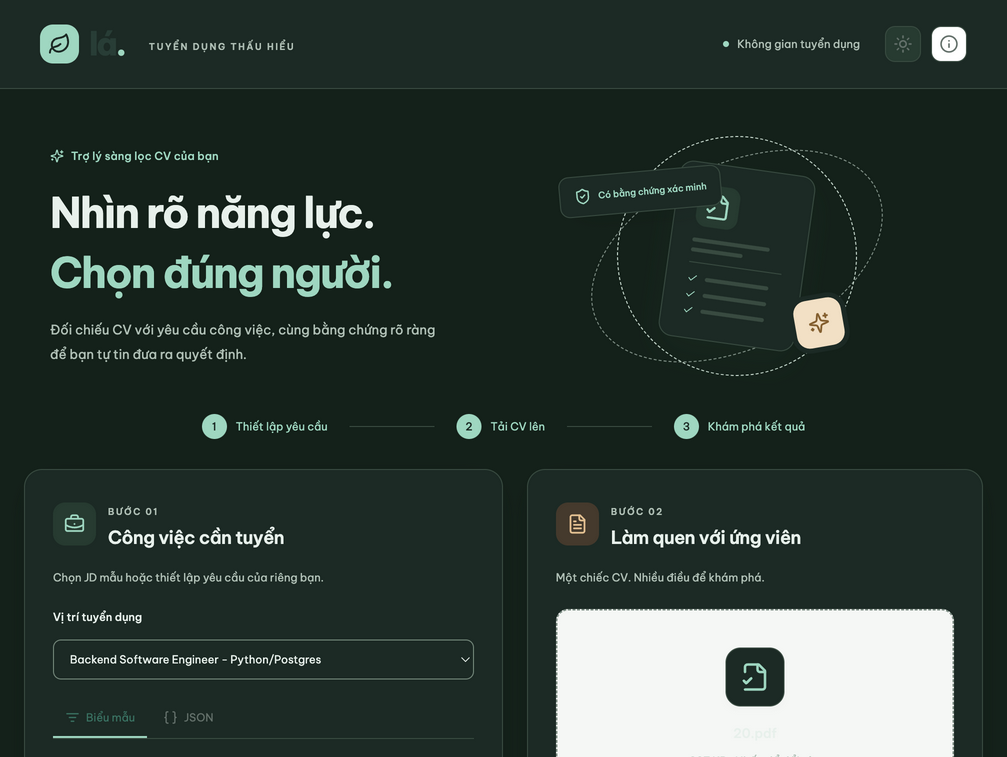 lá.
TUYỂN DỤNG THẤU HIỂU
Không gian tuyển dụng
Trợ lý sàng lọc CV của bạn
Nhìn rõ năng lực.
Chọn đúng người.
Đối chiếu CV với yêu cầu công việc, cùng bằng chứng rõ ràng
để bạn tự tin đưa ra quyết định.
Có bằng chứng xác minh
1 Thiết lập yêu cầu
2 Tải CV lên
3 Khám phá kết quả
BƯỚC 01
Công việc cần tuyển
Chọn JD mẫu hoặc thiết lập yêu cầu của riêng bạn.
Vị trí tuyển dụng
Backend Software Engineer - Python/Postgres
Biểu mẫu
{ } JSON
BƯỚC 02
Làm quen với ứng viên
Một chiếc CV. Nhiều điều để khám phá.
20.pdf